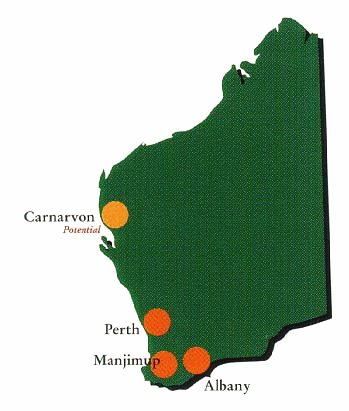 Carnarvon
Potential
Perth
Manjimup
Albany